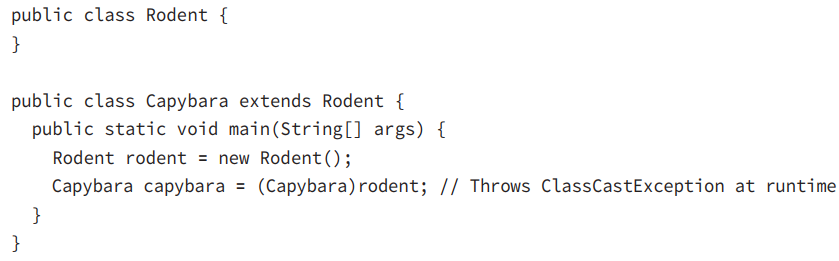 public class Rodent {
}
public class Capybara extends Rodent {
  public static void main(String[] args) {
    Rodent rodent = new Rodent();
    Capybara capybara = (Capybara)rodent; // Throws ClassCastException at runtime
  }
}